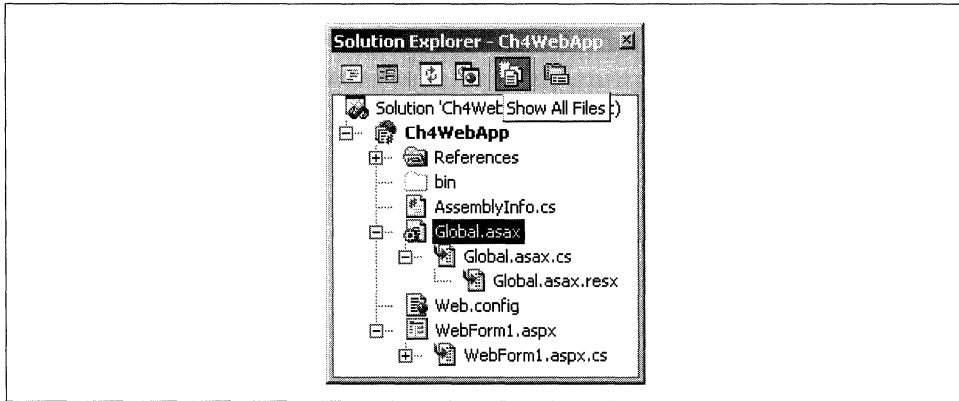 Solution Explorer - Ch4WebApp
Solution 'Ch4Web Show All Files :)
Ch4WebApp
References
bin
AssemblyInfo.cs
Global.asax
Global.asax.cs
Global.asax.resx
Web.config
WebForm1.aspx
WebForm1.aspx.cs